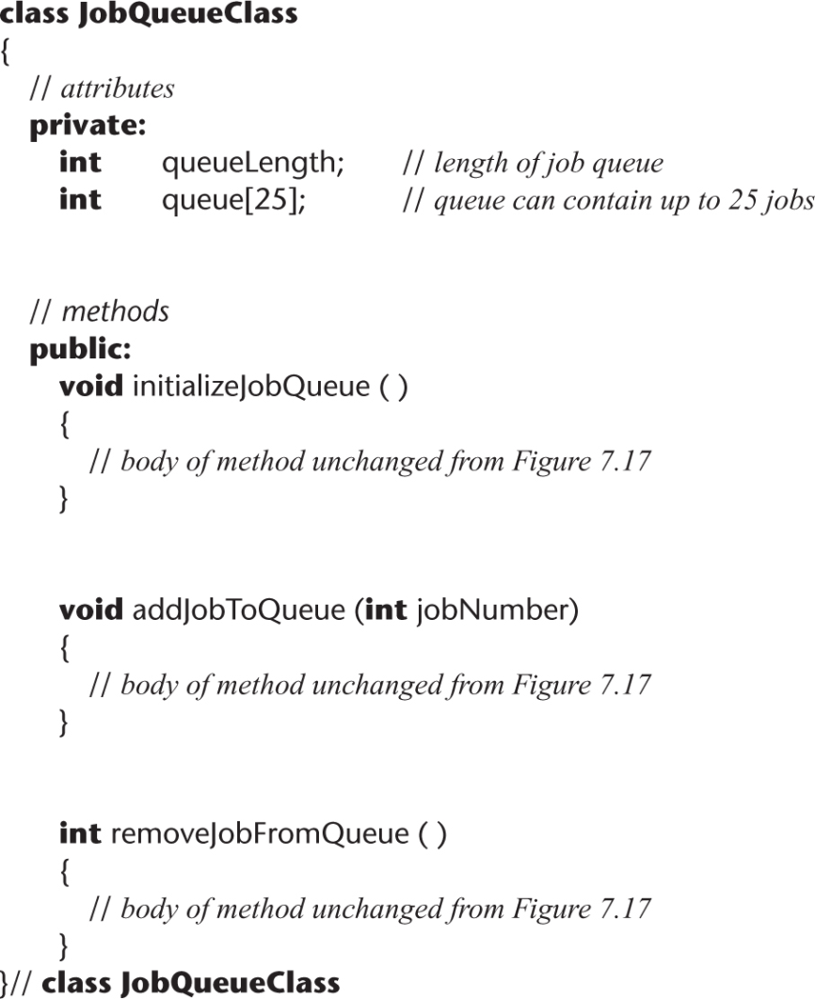 class JobQueueClass
{
// attributes
private:
int queueLength; // length of job queue
int queue[25]; // queue can contain up to 25 jobs
// methods
public:
void initializeJobQueue ( )
{
// body of method unchanged from Figure 7.17
}
void addJobToQueue (int jobNumber)
{
// body of method unchanged from Figure 7.17
}
int removeJobFromQueue ( )
{
// body of method unchanged from Figure 7.17
}
}// class JobQueueClass